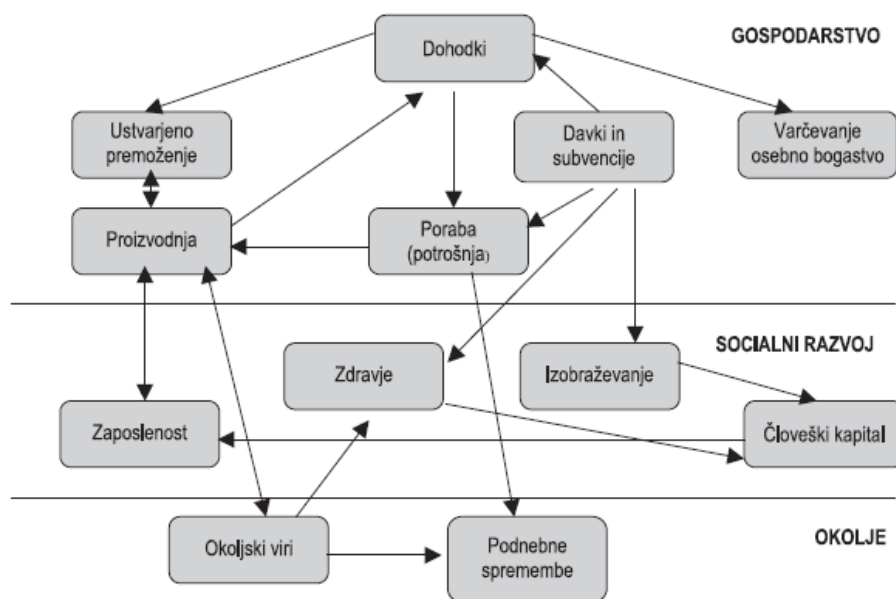 GOSPODARSTVO
Dohodki
Ustvarjeno
premoženje
Davki in
subvencije
Varčevanje
osebno bogastvo
Proizvodnja
Poraba
(potrošnja)
SOCIALNI RAZVOJ
Zdravje
Izobraževanje
Zaposlenost
Človeški kapital
OKOLJE
Okoljski viri
Podnebne
spremembe